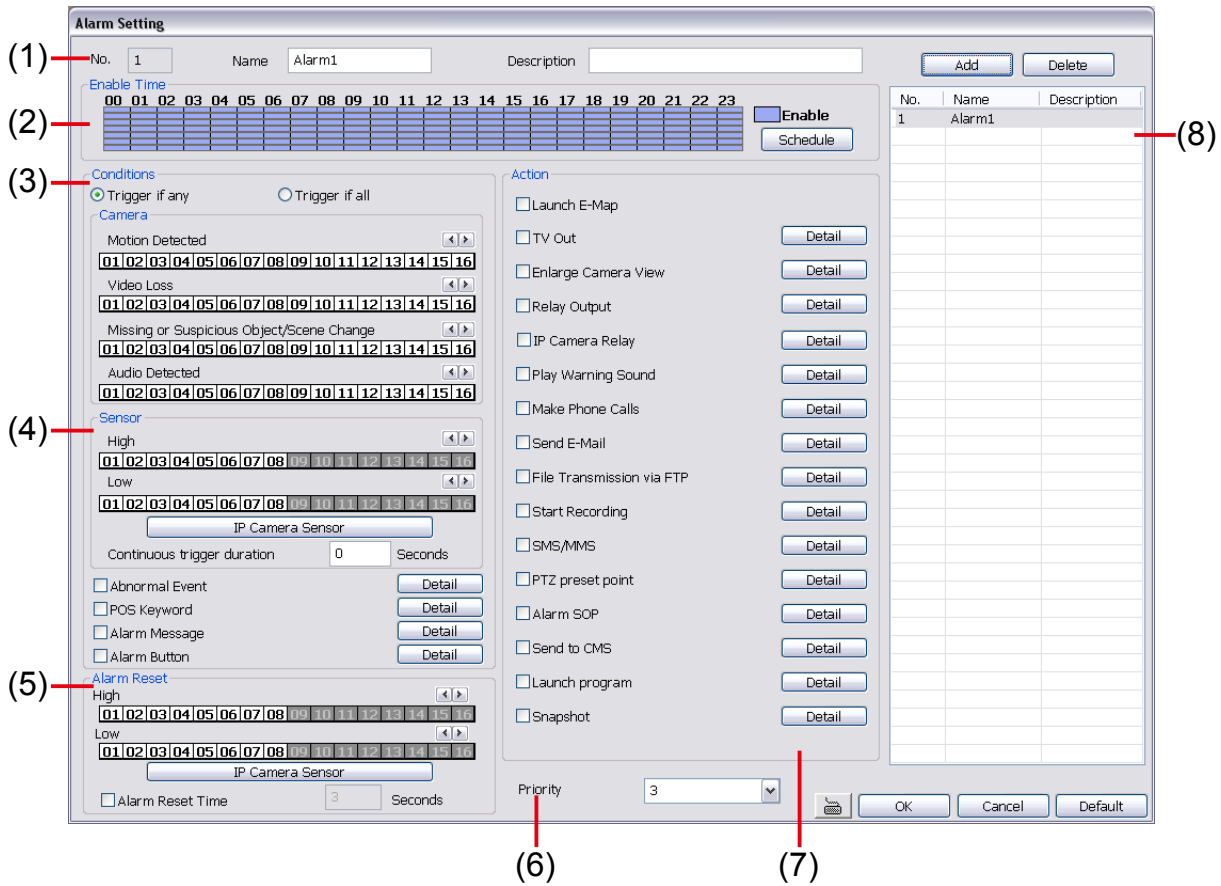 Alarm Setting
(1)
No. 1 Name Alarm1 Description
Add Delete
Enable Time
00 01 02 03 04 05 06 07 08 09 10 11 12 13 14 15 16 17 18 19 20 21 22 23
(2)
Enable
Schedule
No. Name Description
1 Alarm1
(8)
(3)
Conditions
Trigger if any Trigger if all
Camera
Motion Detected
01 02 03 04 05 06 07 08 09 10 11 12 13 14 15 16
Video Loss
01 02 03 04 05 06 07 08 09 10 11 12 13 14 15 16
Missing or Suspicious Object/Scene Change
01 02 03 04 05 06 07 08 09 10 11 12 13 14 15 16
Audio Detected
01 02 03 04 05 06 07 08 09 10 11 12 13 14 15 16
(4)
Sensor
High
01 02 03 04 05 06 07 08 09 10 11 12 13 14 15 16
Low
01 02 03 04 05 06 07 08 09 10 11 12 13 14 15 16
IP Camera Sensor
Continuous trigger duration 0 Seconds
Abnormal Event Detail
POS Keyword Detail
Alarm Message Detail
Alarm Button Detail
(5)
Alarm Reset
High
01 02 03 04 05 06 07 08 09 10 11 12 13 14 15 16
Low
01 02 03 04 05 06 07 08 09 10 11 12 13 14 15 16
IP Camera Sensor
Alarm Reset Time 3 Seconds
Action
Launch E-Map
TV Out Detail
Enlarge Camera View Detail
Relay Output Detail
IP Camera Relay Detail
Play Warning Sound Detail
Make Phone Calls Detail
Send E-Mail Detail
File Transmission via FTP Detail
Start Recording Detail
SMS/MMS Detail
PTZ preset point Detail
Alarm SOP Detail
Send to CMS Detail
Launch program Detail
Snapshot Detail
Priority 3
OK Cancel Default
(6)
(7)